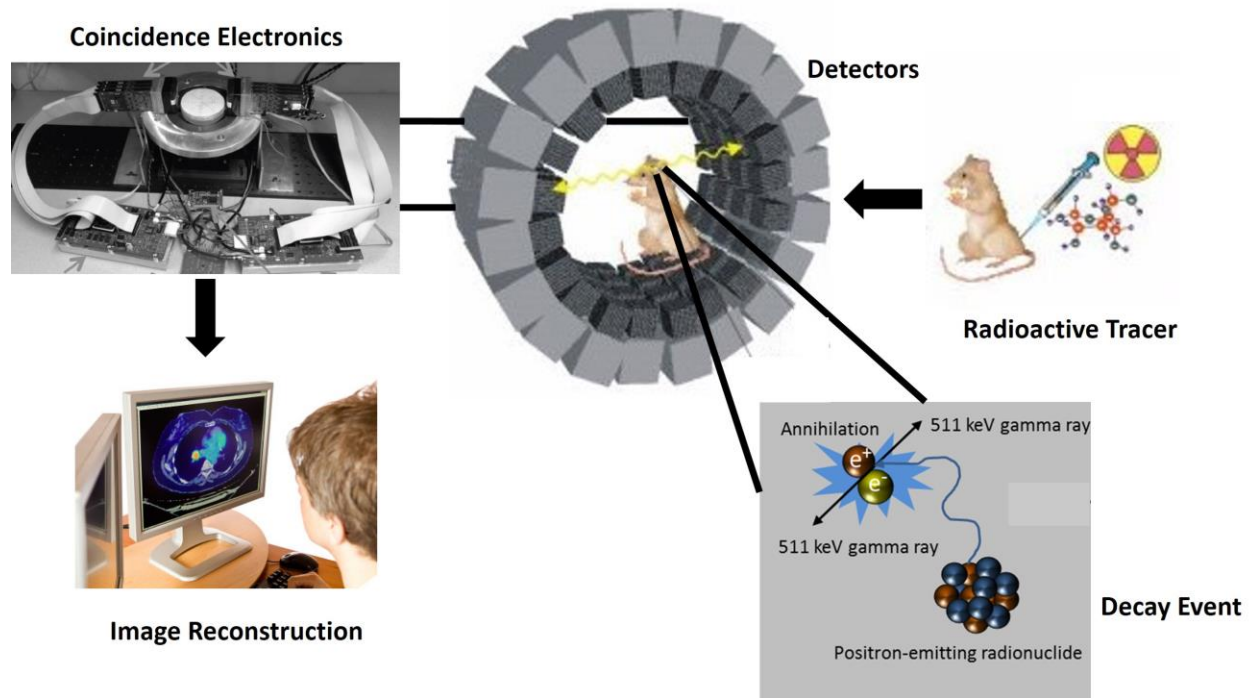 Coincidence Electronics
Detectors
Radioactive Tracer
Annihilation
511 keV gamma ray
e+
e-
511 keV gamma ray
Positron-emitting radionuclide
Decay Event
Image Reconstruction